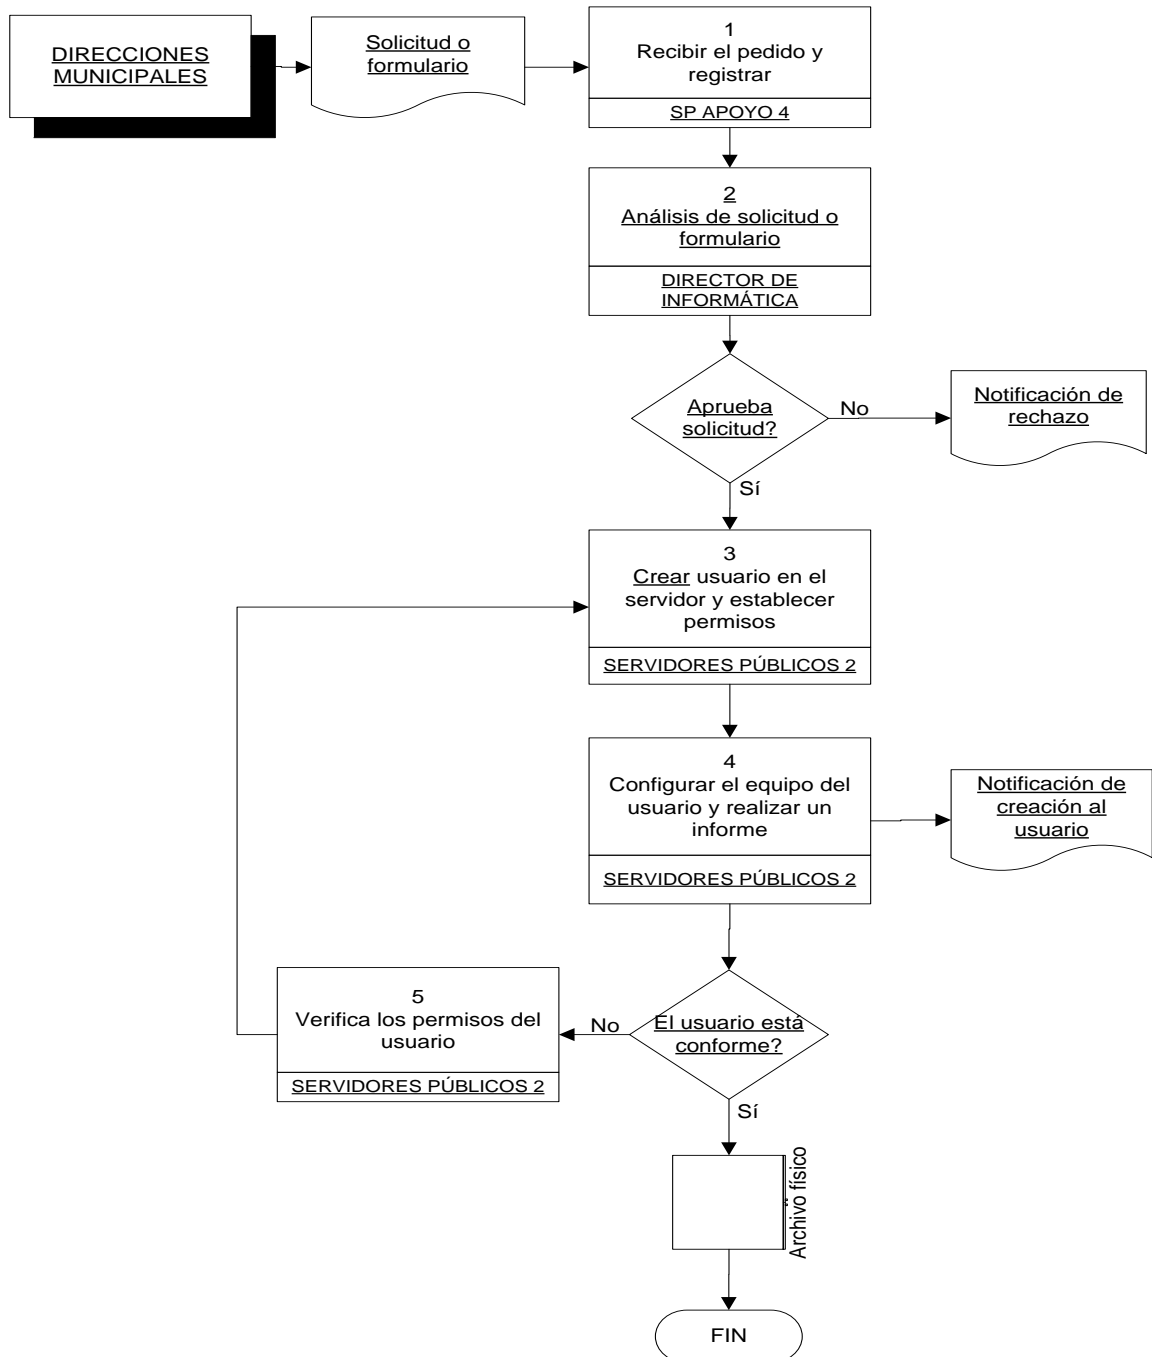 DIRECCIONES
MUNICIPALES
Solicitud o
formulario
1
Recibir el pedido y
registrar
SP APOYO 4
2
Análisis de solicitud o
formulario
DIRECTOR DE
INFORMÁTICA
Aprueba
solicitud?
No
Notificación de
rechazo
Sí
3
Crear usuario en el
servidor y establecer
permisos
SERVIDORES PÚBLICOS 2
4
Configurar el equipo del
usuario y realizar un
informe
SERVIDORES PÚBLICOS 2
Notificación de
creación al
usuario
El usuario está
conforme?
No
5
Verifica los permisos del
usuario
SERVIDORES PÚBLICOS 2
Sí
Archivo físico
FIN